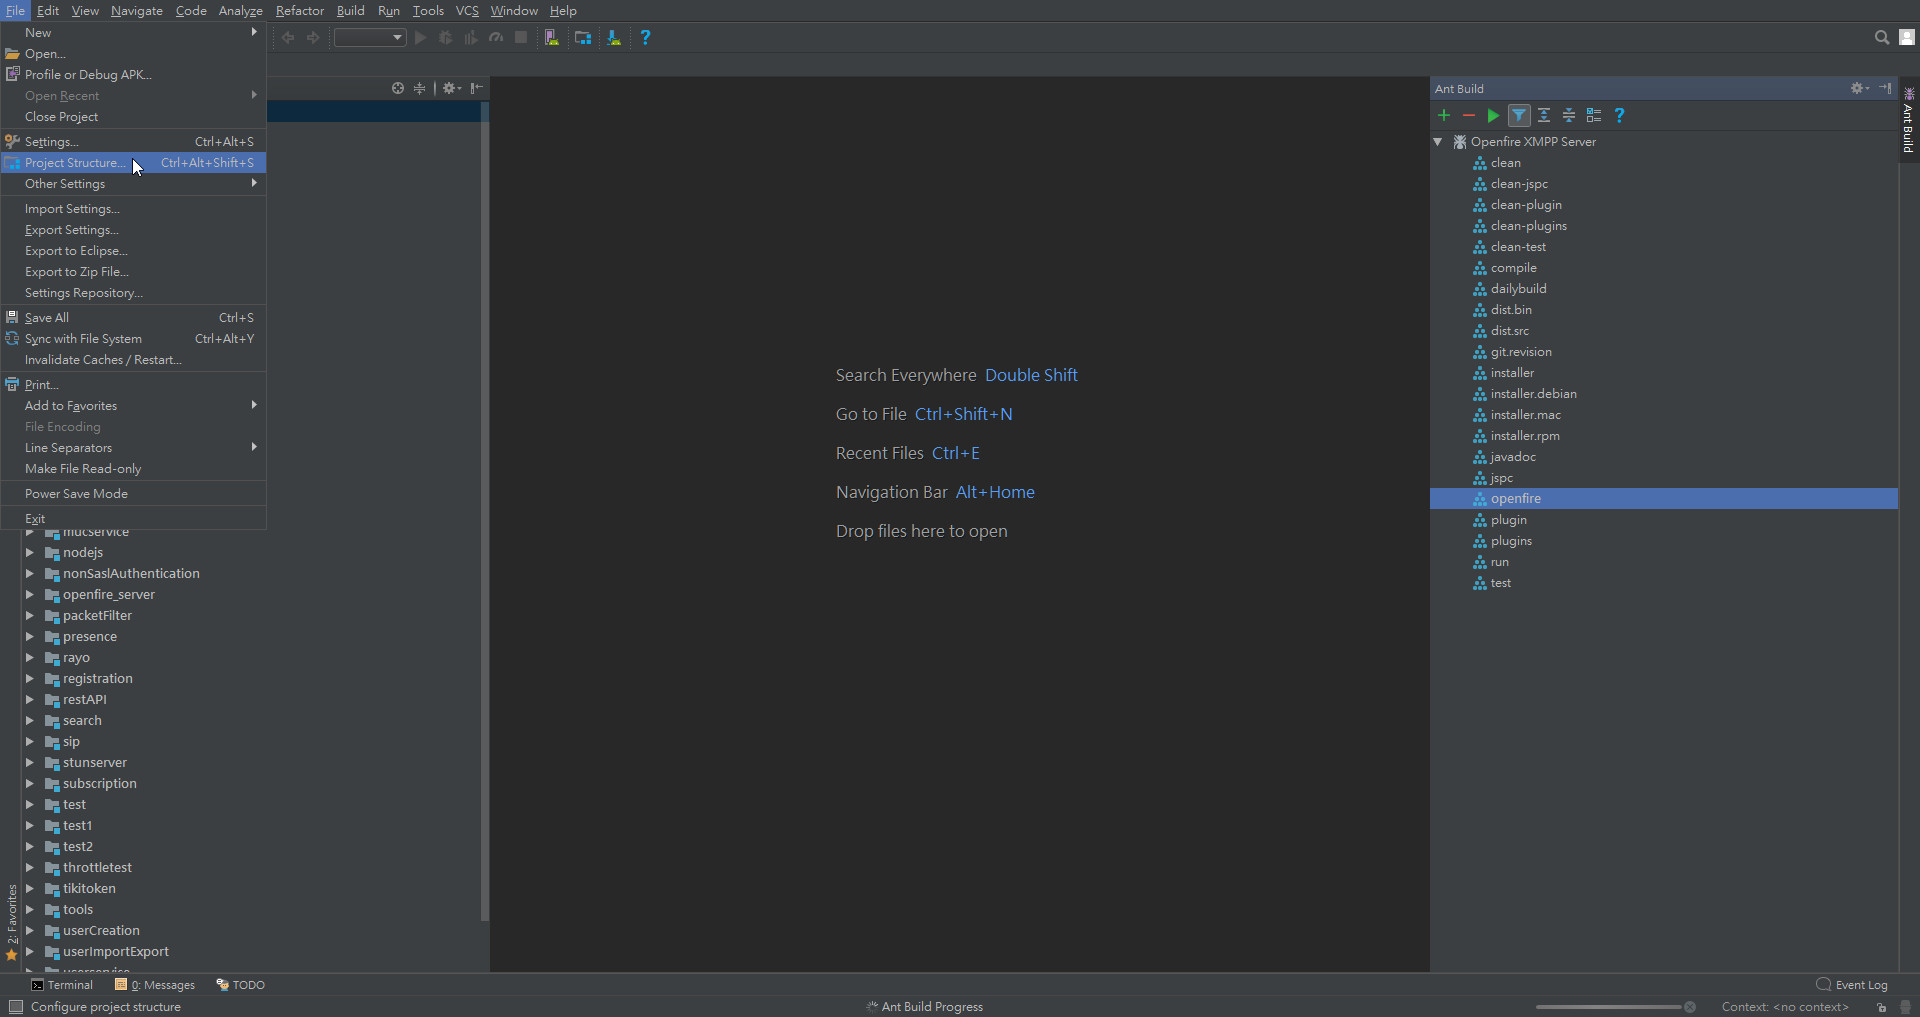 File Edit View Navigate Code Analyze Refactor Build Run Tools VCS Window Help
New
Open...
Profile or Debug APK...
Open Recent
Close Project
Settings... Ctrl+Alt+S
Project Structure... Ctrl+Alt+Shift+S
Other Settings
Import Settings...
Export Settings...
Export to Eclipse...
Export to Zip File...
Settings Repository...
Save All Ctrl+S
Sync with File System Ctrl+Alt+Y
Invalidate Caches / Restart...
Print...
Add to Favorites
File Encoding
Line Separators
Make File Read-only
Power Save Mode
Exit
mucservice
nodejs
nonSaslAuthentication
openfire_server
packetFilter
presence
rayo
registration
restAPI
search
sip
stunserver
subscription
test
test1
test2
throttletest
tikitoken
tools
userCreation
userImportExport
userservice
2: Favorites
Search Everywhere Double Shift
Go to File Ctrl+Shift+N
Recent Files Ctrl+E
Navigation Bar Alt+Home
Drop files here to open
Ant Build
Openfire XMPP Server
clean
clean-jspc
clean-plugin
clean-plugins
clean-test
compile
dailybuild
dist.bin
dist.src
git.revision
installer
installer.debian
installer.mac
installer.rpm
javadoc
jspc
openfire
plugin
plugins
run
test
Ant Build
Terminal 0: Messages TODO Event Log
Configure project structure Ant Build Progress Context: <no context>